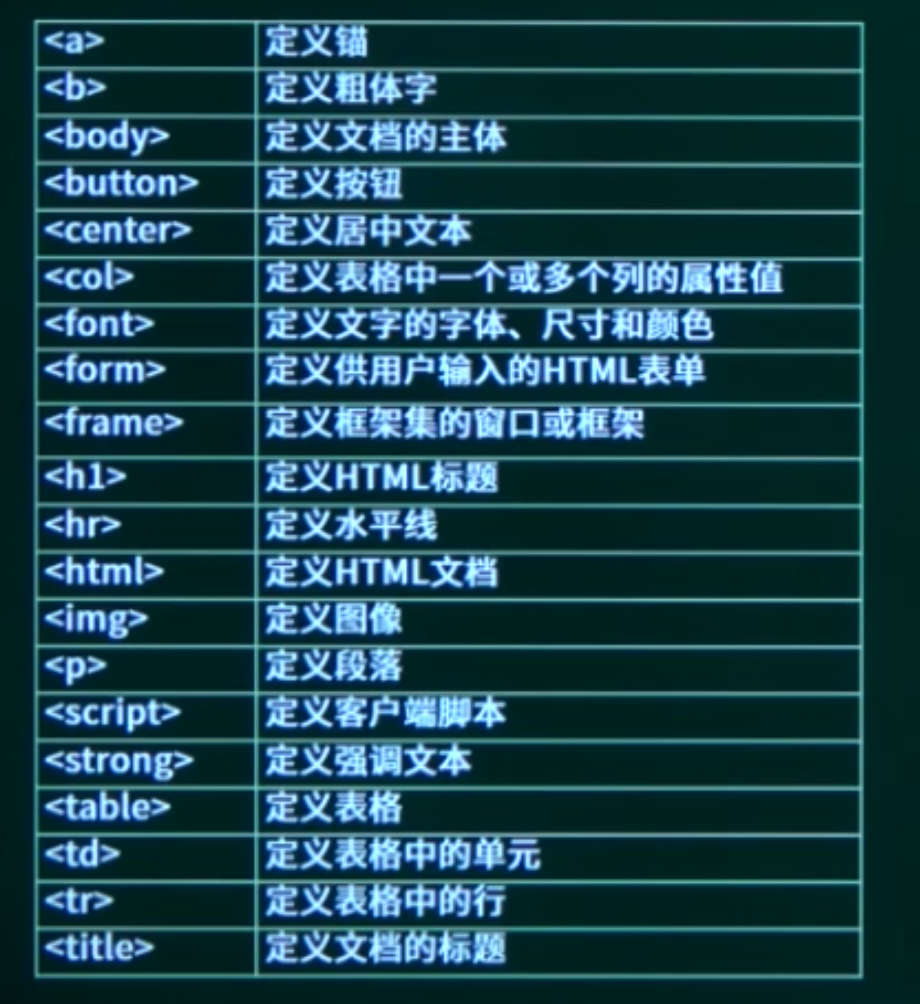 <a> 定义锚
<b> 定义粗体字
<body> 定义文档的主体
<button> 定义按钮
<center> 定义居中文本
<col> 定义表格中一个或多个列的属性值
<font> 定义文字的字体、尺寸和颜色
<form> 定义供用户输入的HTML表单
<frame> 定义框架集的窗口或框架
<h1> 定义HTML标题
<hr> 定义水平线
<html> 定义HTML文档
<img> 定义图像
<p> 定义段落
<script> 定义客户端脚本
<strong> 定义强调文本
<table> 定义表格
<td> 定义表格中的单元
<tr> 定义表格中的行
<title> 定义文档的标题